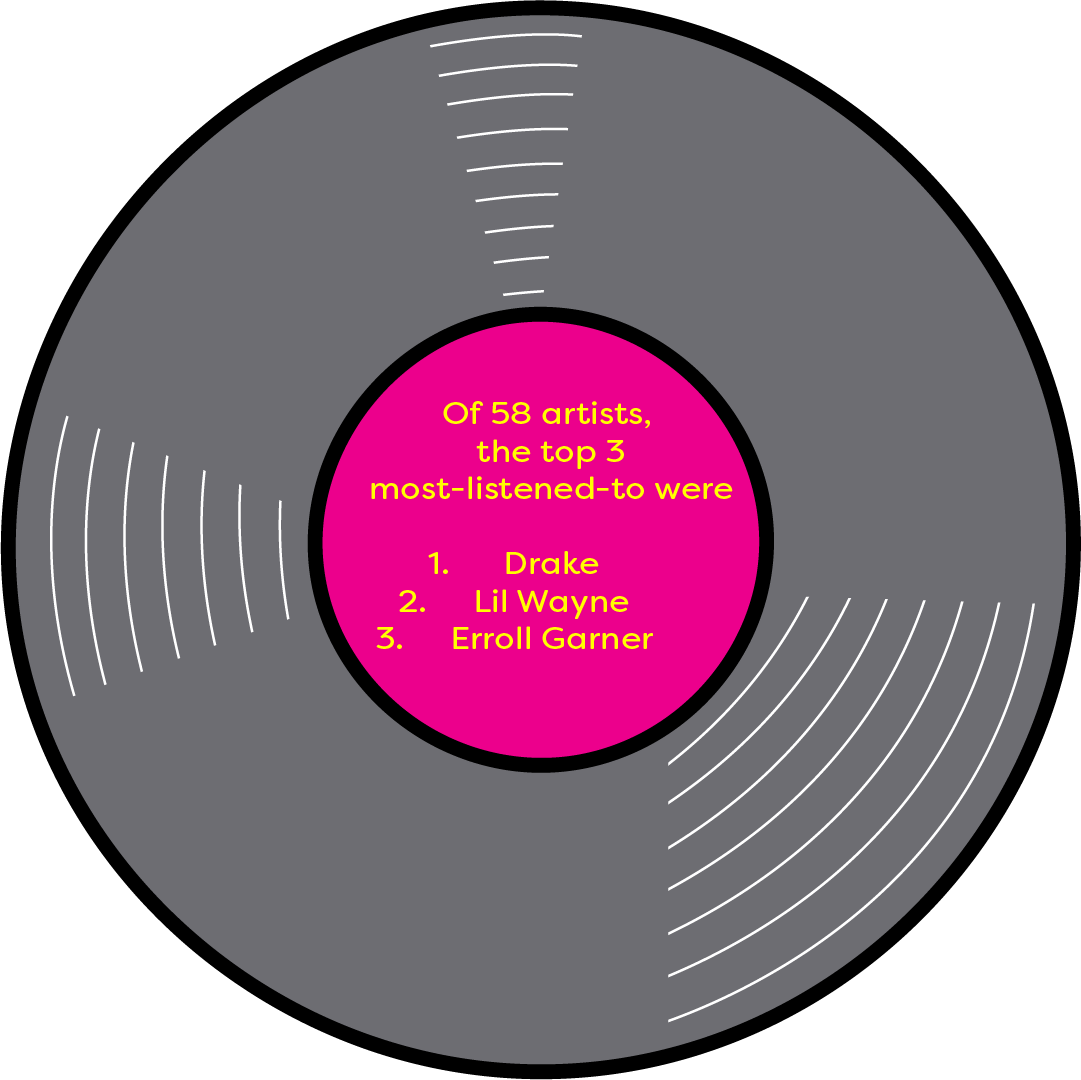 Of 58 artists,
the top 3
most-listened-to were
1. Drake
2. Lil Wayne
3. Erroll Garner